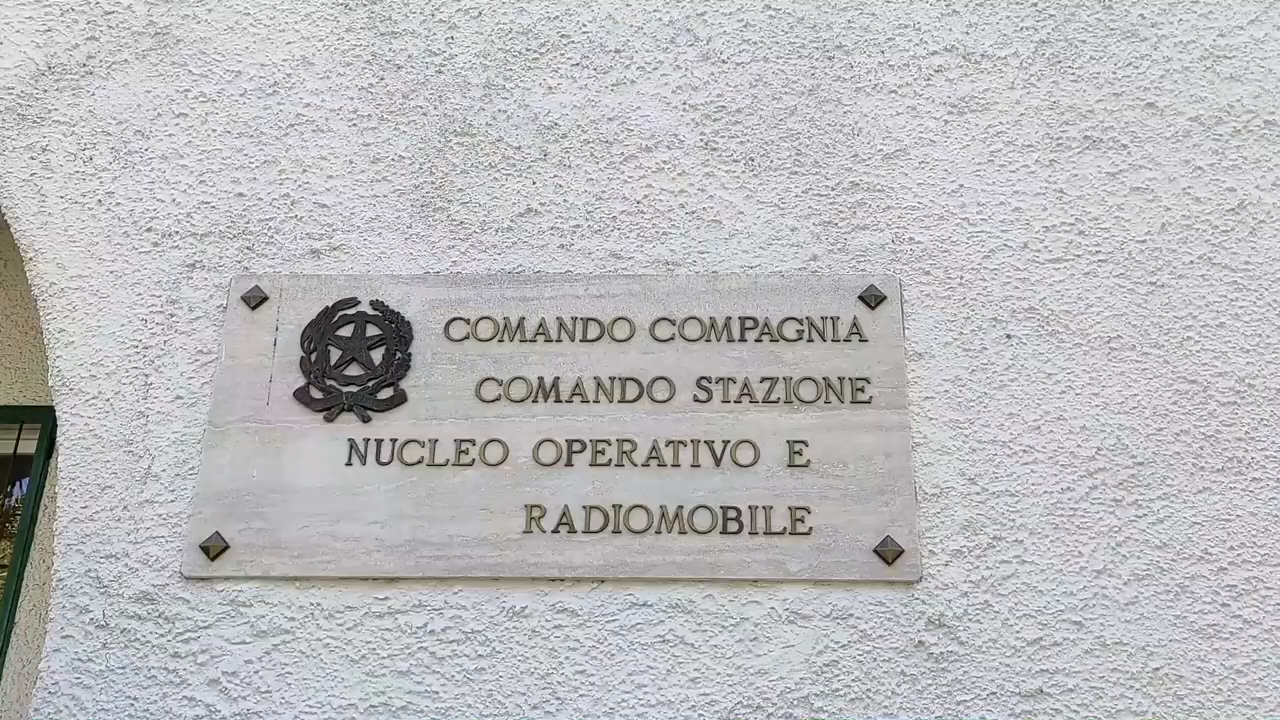 COMANDO COMPAGNIA
COMANDO STAZIONE
NUCLEO OPERATIVO E
RADIOMOBILE